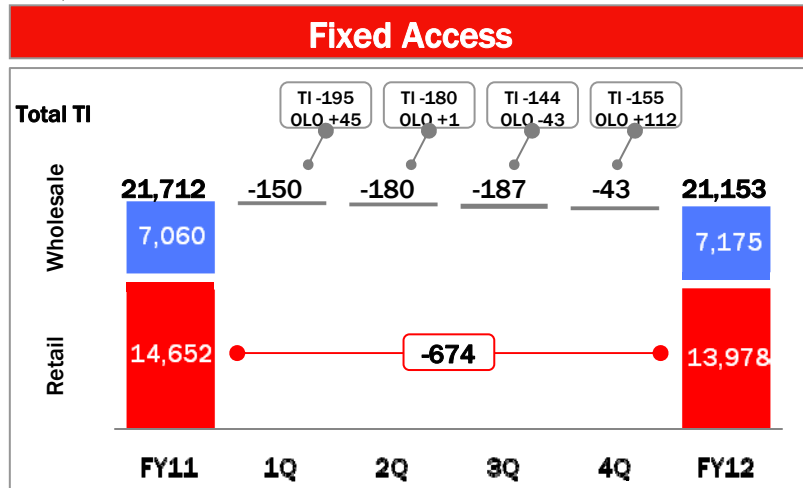 Fixed Access
Total TI
TI -195
OLO +45
TI -180
OLO +1
TI -144
OLO -43
TI -155
OLO +112
21,712
-150
-180
-187
-43
21,153
Wholesale
7,060
7,175
Retail
14,652
-674
13,978
FY11
1Q
2Q
3Q
4Q
FY12